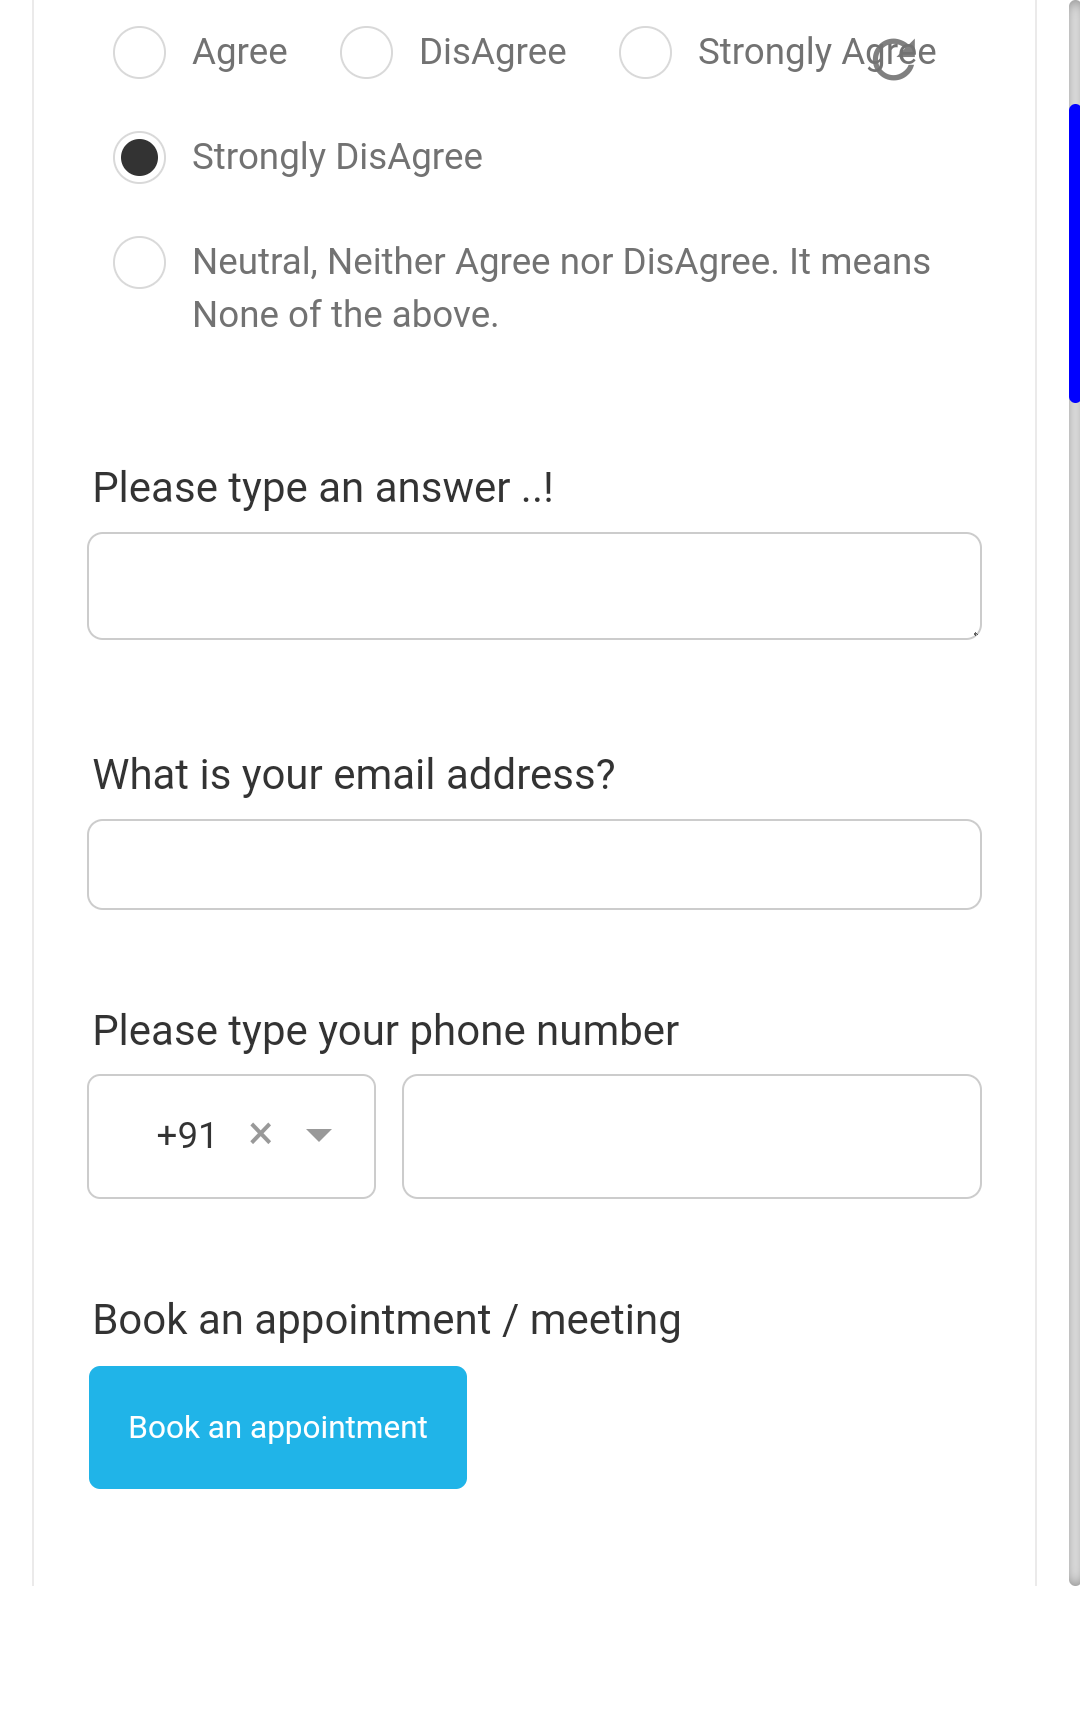 Agree DisAgree Strongly Agree
Strongly DisAgree
Neutral, Neither Agree nor DisAgree. It means
None of the above.
Please type an answer ..!
What is your email address?
Please type your phone number
+91 ×
Book an appointment / meeting
Book an appointment